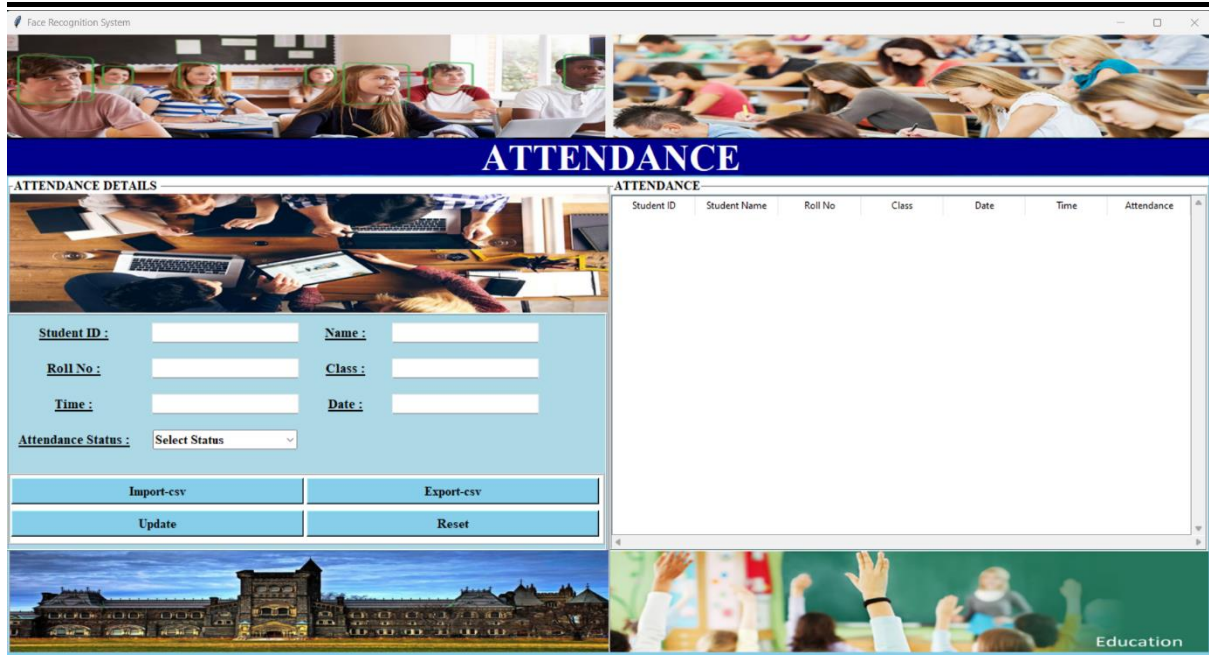 Face Recognition System
ATTENDANCE
ATTENDANCE DETAILS
Student ID :
Name :
Roll No :
Class :
Time :
Date :
Attendance Status :
Select Status
Import-csv
Export-csv
Update
Reset
ATTENDANCE
Student ID Student Name Roll No Class Date Time Attendance
Education